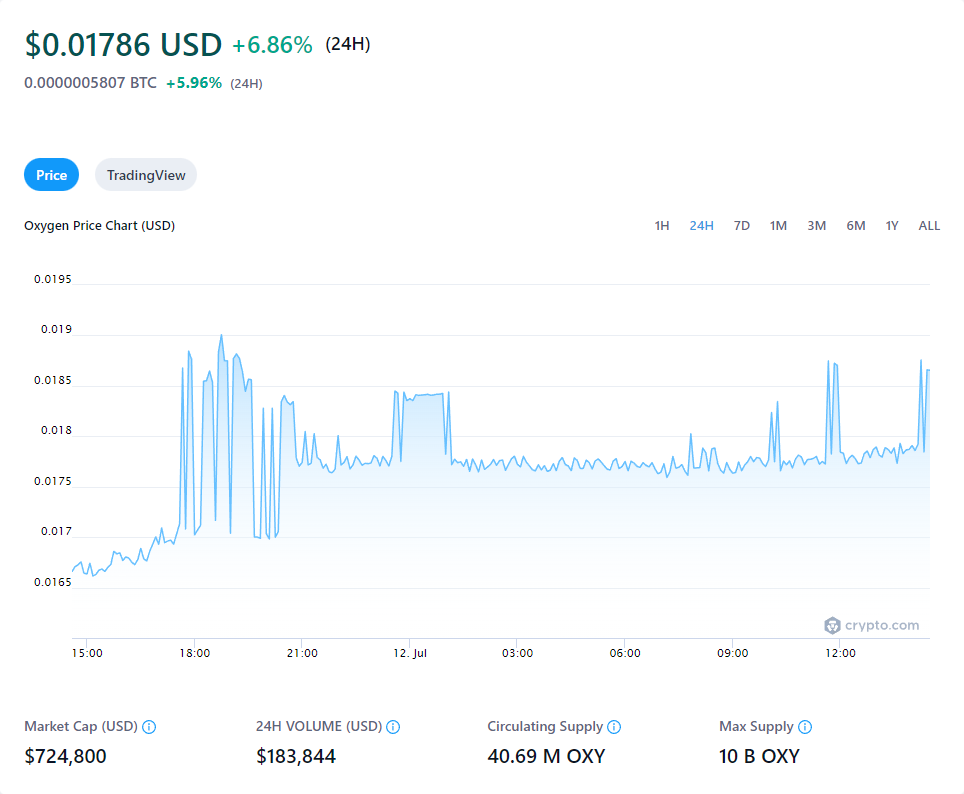 $0.01786 USD +6.86% (24H)
0.0000005807 BTC +5.96% (24H)
Price TradingView
Oxygen Price Chart (USD) 1H 24H 7D 1M 3M 6M 1Y ALL
0.0195
0.019
0.0185
0.018
0.0175
0.017
0.0165
crypto.com
15:00 18:00 21:00 12. Jul 03:00 06:00 09:00 12:00
Market Cap (USD) 24H VOLUME (USD) Circulating Supply Max Supply
$724,800 $183,844 40.69 M OXY 10 B OXY